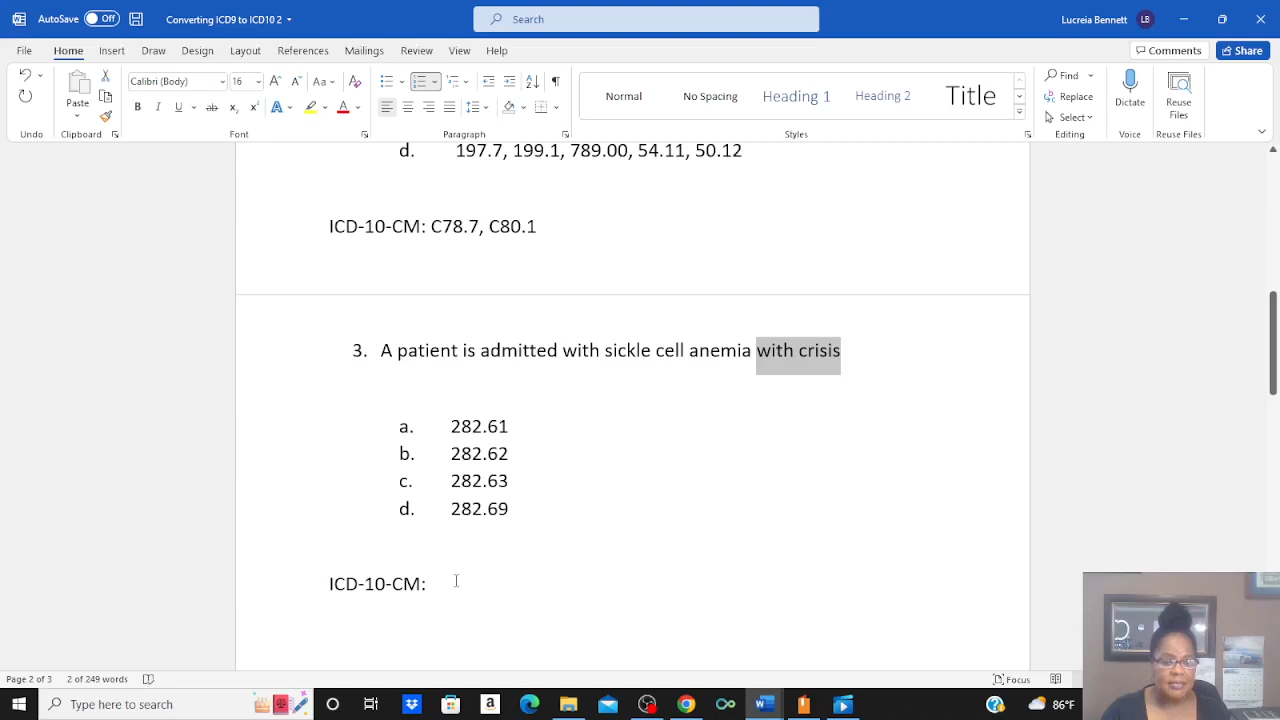 AutoSave Off Converting ICD9 to ICD10 2 Search Lucreia Bennett LB
File Home Insert Draw Design Layout References Mailings Review View Help Comments Share
Paste Calibri (Body) 16 Aa Normal No Spacing Heading 1 Heading 2 Title Find Replace Select Dictate Reuse Files
B I U ab x₂ x² A A
Undo Clipboard Font Paragraph Styles Editing Voice Reuse Files
d. 197.7, 199.1, 789.00, 54.11, 50.12
ICD-10-CM: C78.7, C80.1
3. A patient is admitted with sickle cell anemia with crisis
a. 282.61
b. 282.62
c. 282.63
d. 282.69
ICD-10-CM:
Page 2 of 3 2 of 249 words Focus
Type here to search 86°F